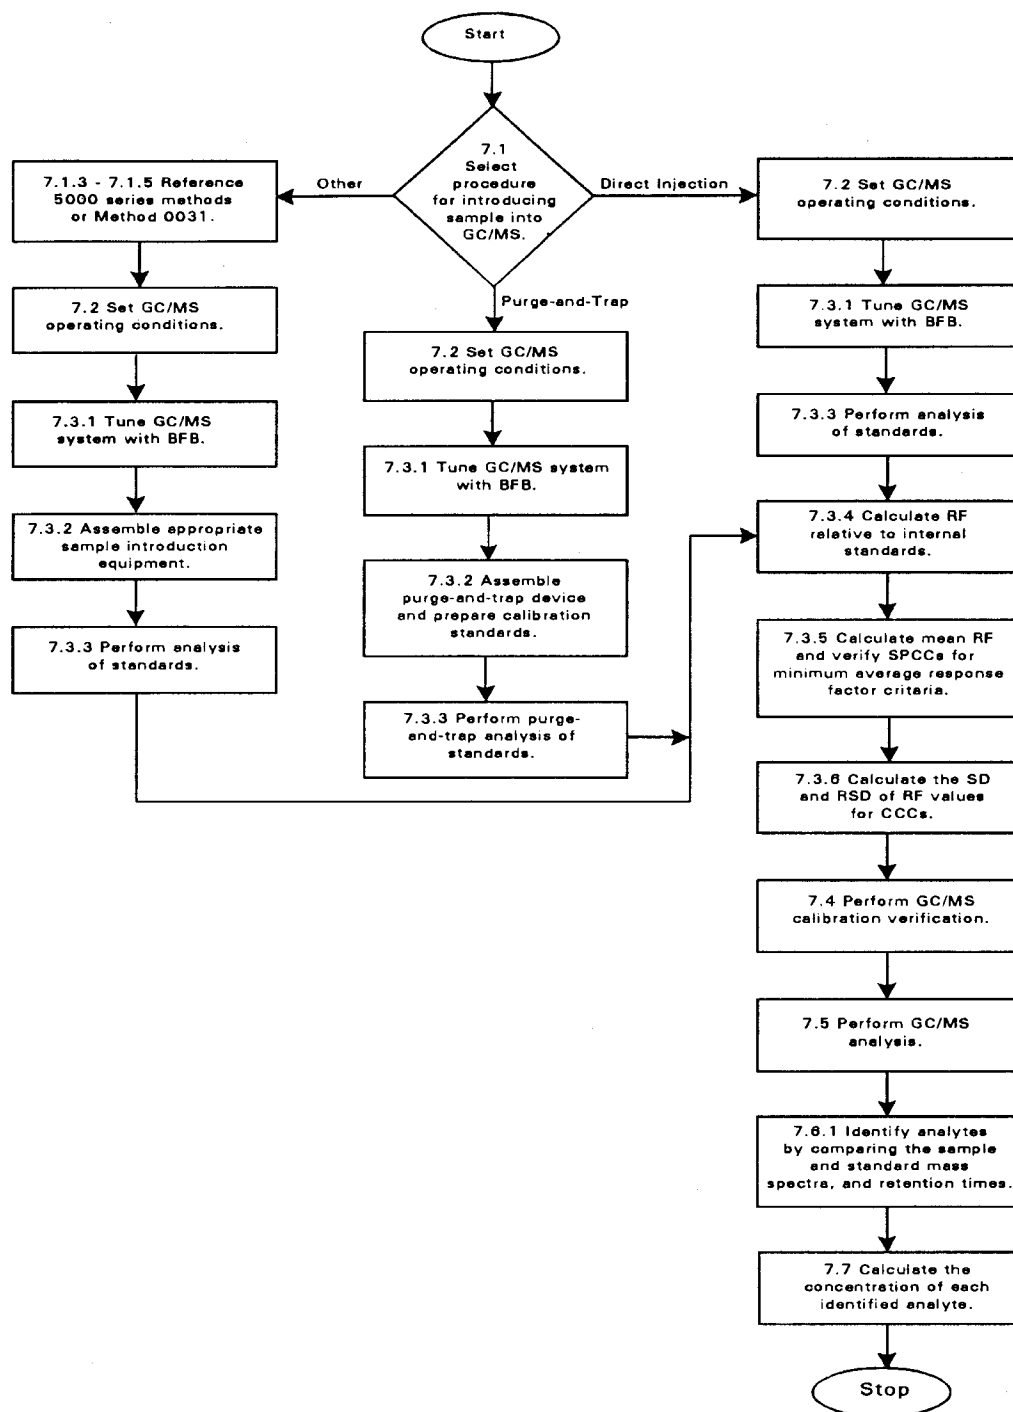 Start
7.1
Select
procedure
for introducing
sample into
GC/MS.
Other
Direct Injection
Purge-and-Trap
7.1.3 - 7.1.5 Reference
5000 series methods
or Method 0031.
7.2 Set GC/MS
operating conditions.
7.3.1 Tune GC/MS
system with BFB.
7.3.2 Assemble appropriate
sample introduction
equipment.
7.3.3 Perform analysis
of standards.
7.2 Set GC/MS
operating conditions.
7.3.1 Tune GC/MS system
with BFB.
7.3.2 Assemble
purge-and-trap device
and prepare calibration
standards.
7.3.3 Perform purge-
and-trap analysis of
standards.
7.2 Set GC/MS
operating conditions.
7.3.1 Tune GC/MS
system with BFB.
7.3.3 Perform analysis
of standards.
7.3.4 Calculate RF
relative to internal
standards.
7.3.5 Calculate mean RF
and verify SPCCs for
minimum average response
factor critaria.
7.3.6 Calculate the SD
and RSD of RF values
for CCCs.
7.4 Perform GC/MS
calibration verification.
7.5 Perform GC/MS
analysis.
7.6.1 Identify analytes
by comparing the sample
and standard mass
spectra, and retention times.
7.7 Calculate the
concentration of each
identified analyte.
Stop